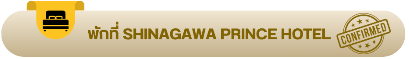 พักที่ SHINAGAWA PRINCE HOTEL
CONFIRMED